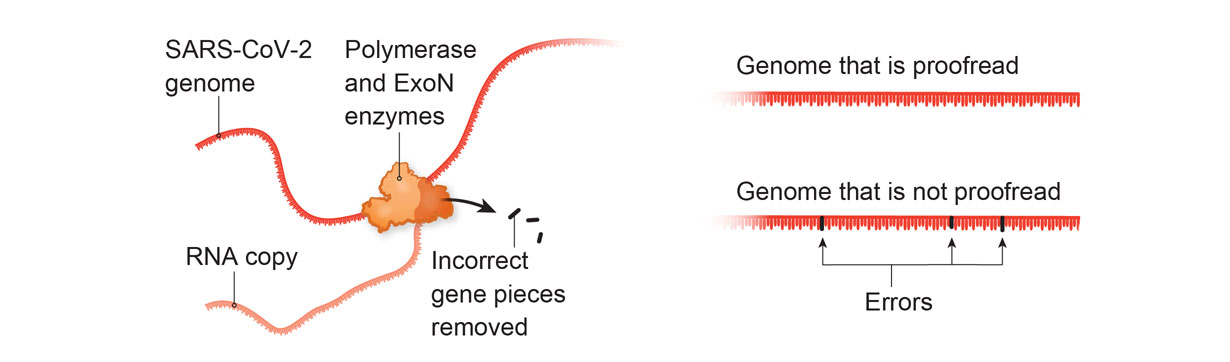 SARS-CoV-2
genome
Polymerase
and ExoN
enzymes
RNA copy
Incorrect
gene pieces
removed
Genome that is proofread
Genome that is not proofread
Errors